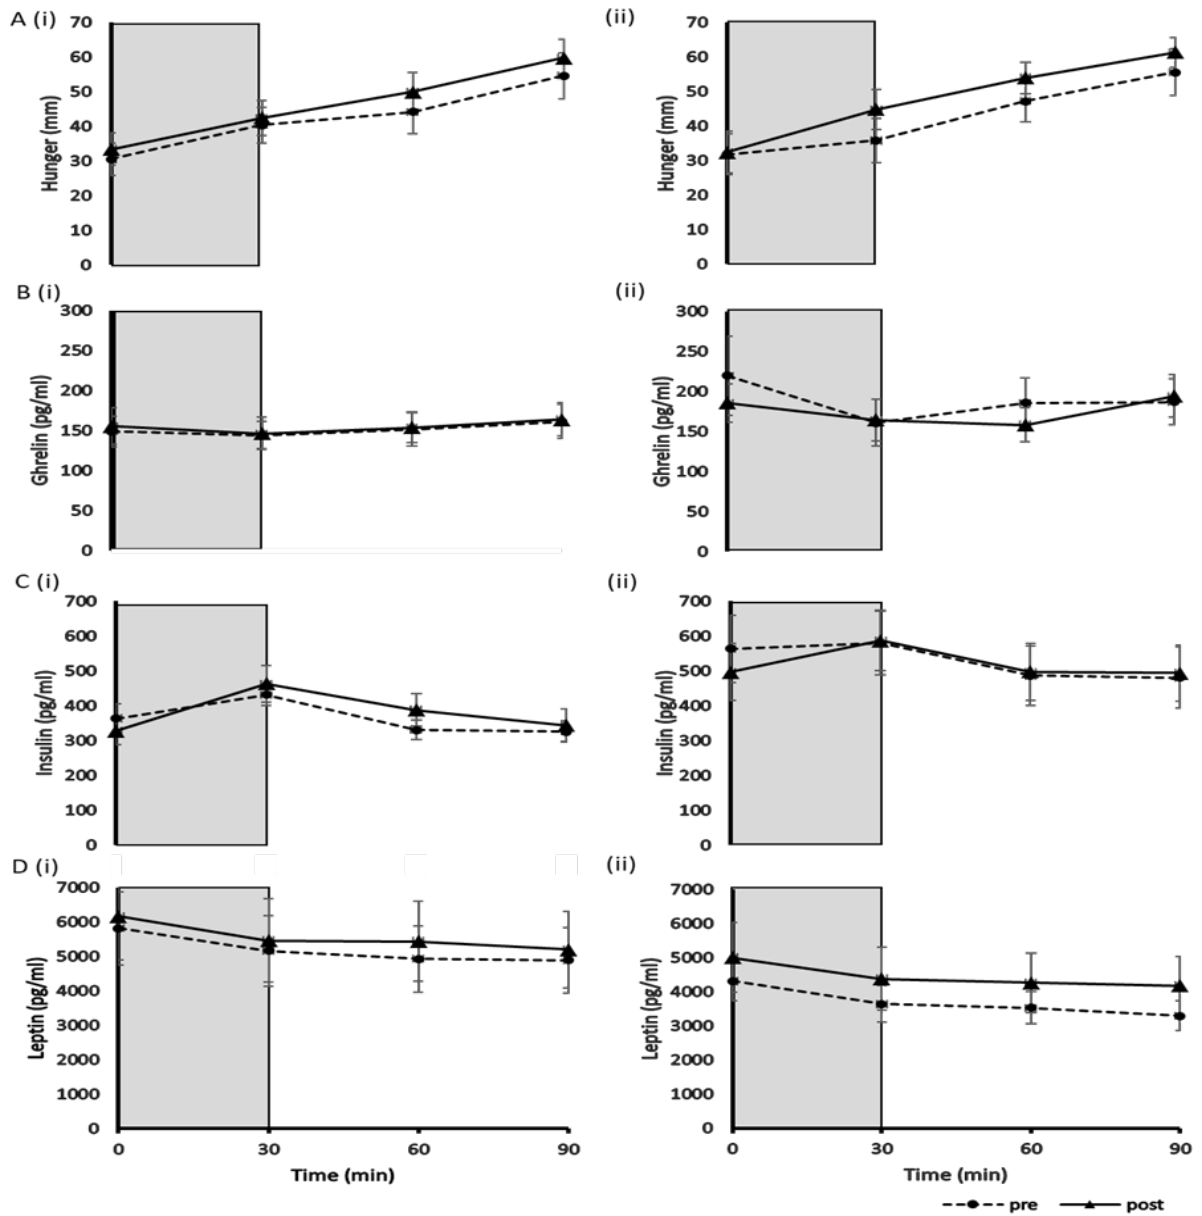 A (i)
70
60
50
40
30
20
10
0
Hunger (mm)
(ii)
70
60
50
40
30
20
10
0
Hunger (mm)
B (i)
300
250
200
150
100
50
0
Ghrelin (pg/ml)
(ii)
300
250
200
150
100
50
0
Ghrelin (pg/ml)
C (i)
700
600
500
400
300
200
100
0
Insulin (pg/ml)
(ii)
700
600
500
400
300
200
100
0
Insulin (pg/ml)
D (i)
7000
6000
5000
4000
3000
2000
1000
0
Leptin (pg/ml)
0 30 60 90
Time (min)
(ii)
7000
6000
5000
4000
3000
2000
1000
0
Leptin (pg/ml)
0 30 60 90
Time (min)
pre post